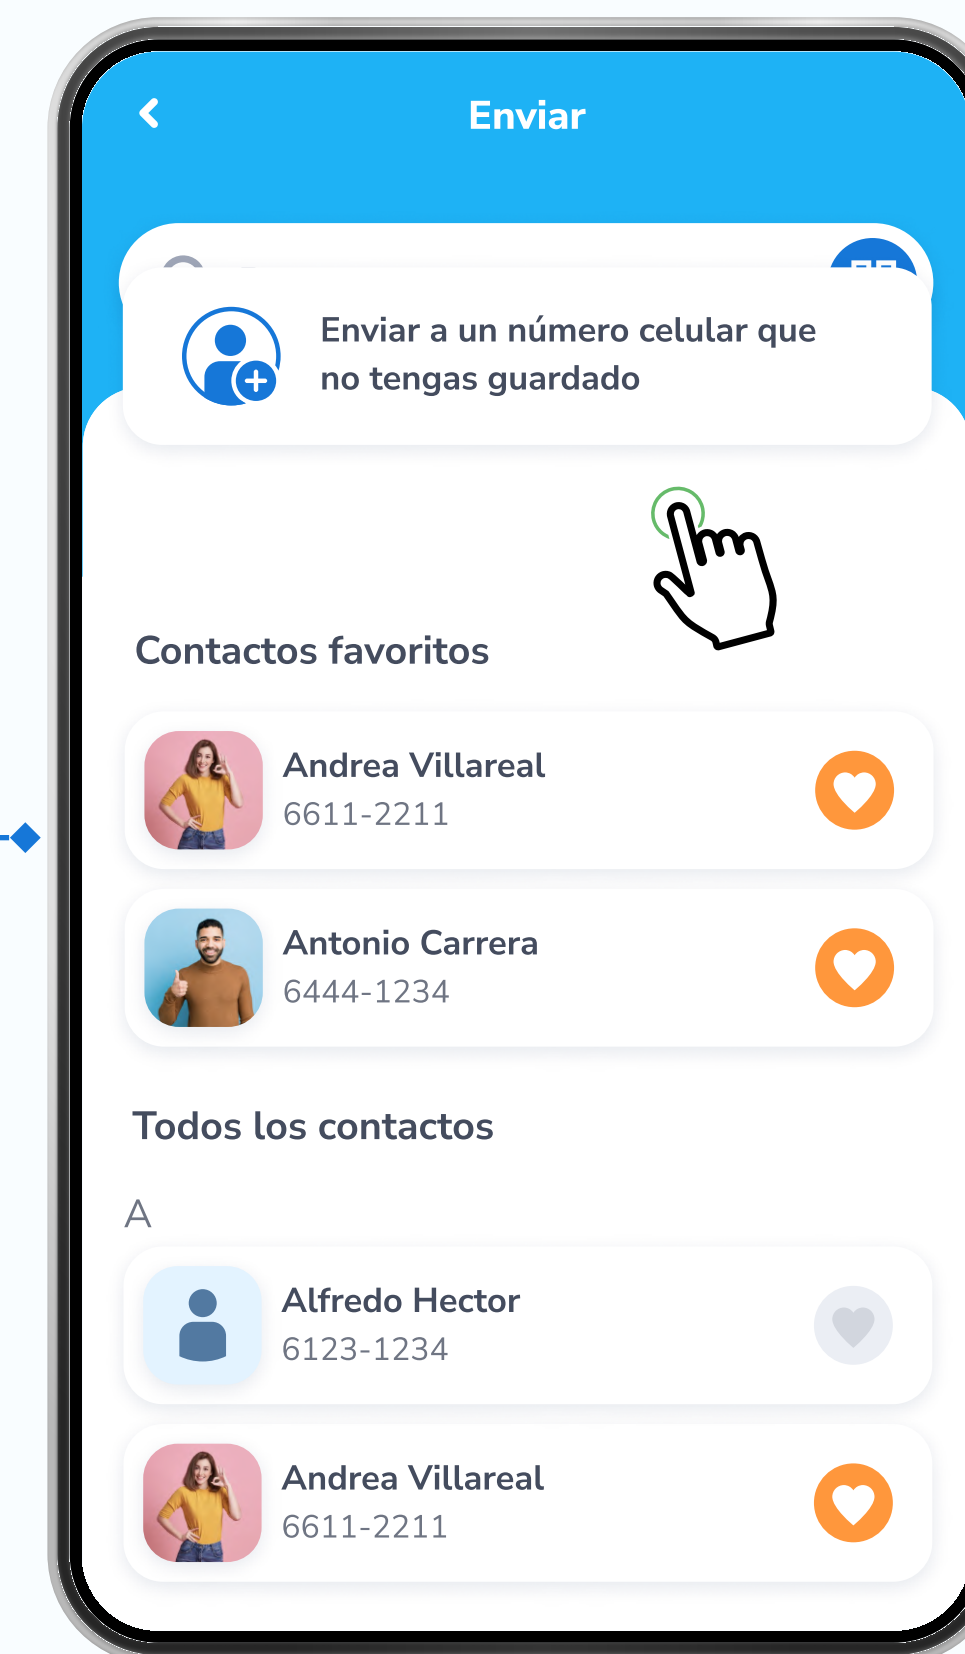 Enviar
Enviar a un número celular que
no tengas guardado
Contactos favoritos
Andrea Villareal
6611-2211
Antonio Carrera
6444-1234
Todos los contactos
A
Alfredo Hector
6123-1234
Andrea Villareal
6611-2211